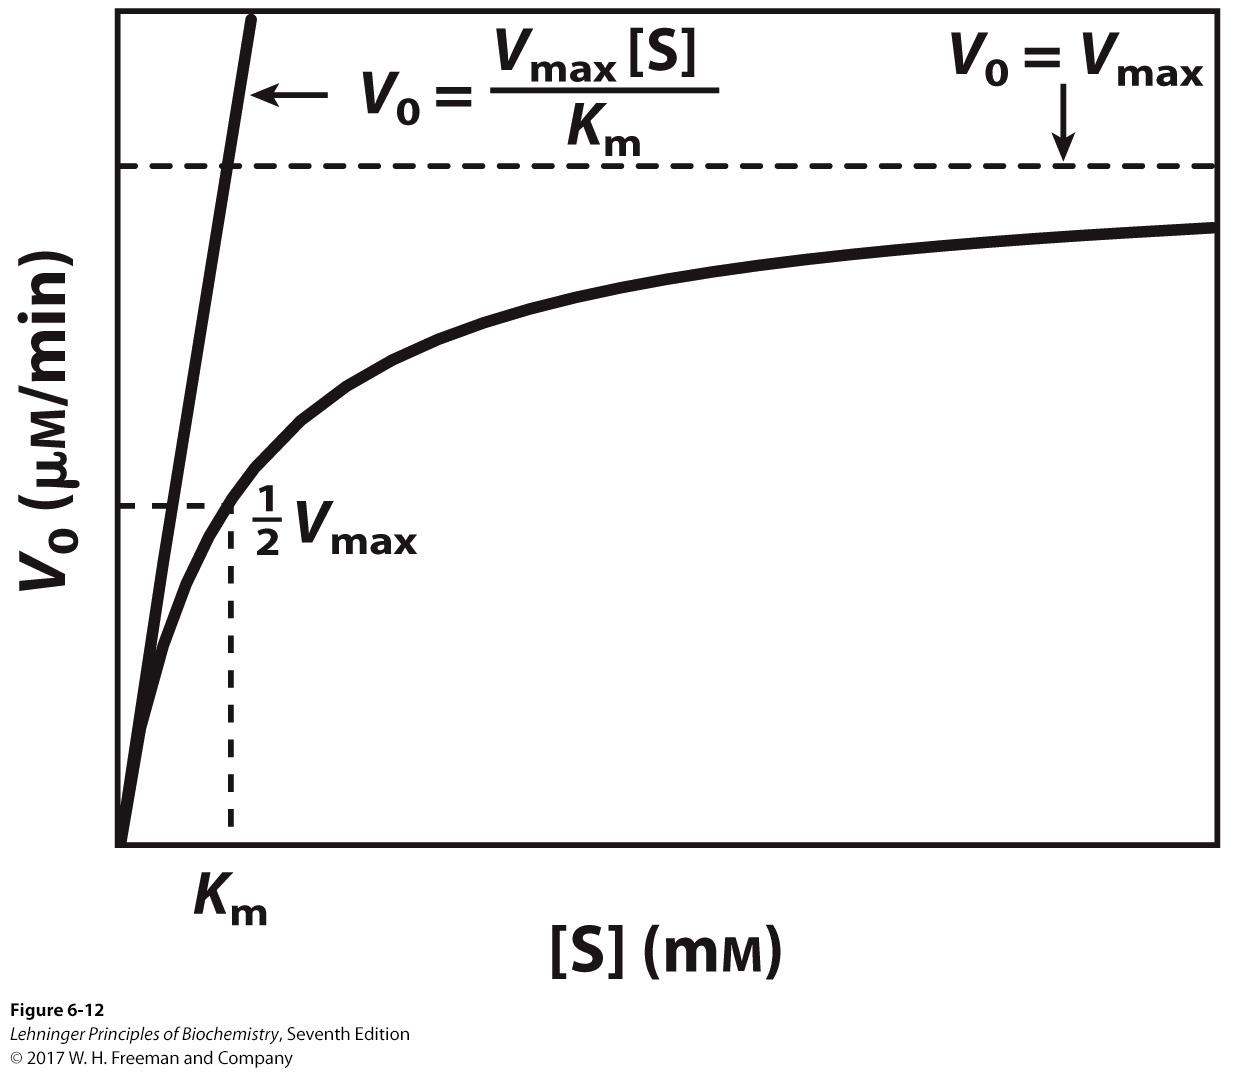 V0 = Vmax [S] / Km
V0 = Vmax
V0 (μM/min)
1/2 Vmax
Km
[S] (mM)
Figure 6-12
Lehninger Principles of Biochemistry, Seventh Edition
© 2017 W. H. Freeman and Company